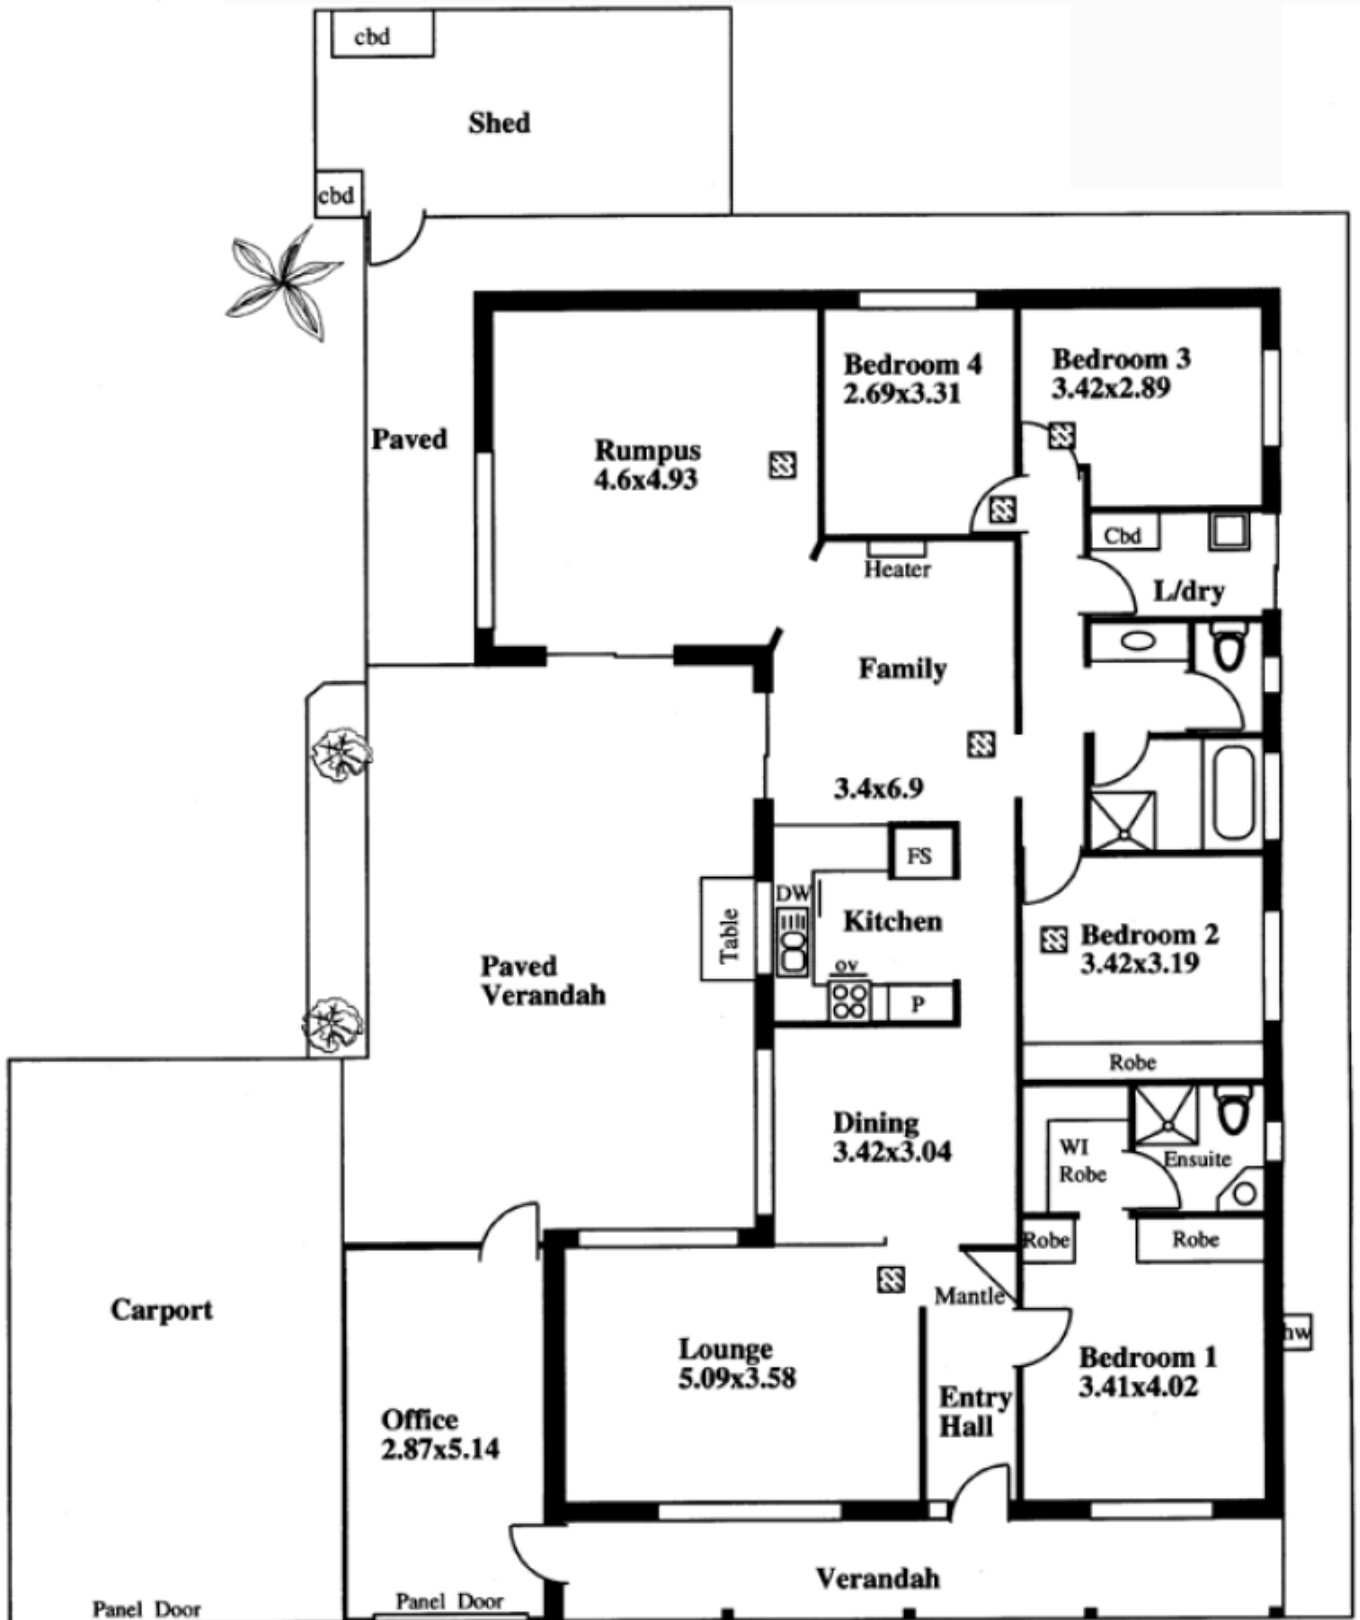 cbd
Shed
cbd
Bedroom 4
2.69x3.31
Bedroom 3
3.42x2.89
Paved
Rumpus
4.6x4.93
Cbd
Heater
L/dry
Family
3.4x6.9
FS
DW
Kitchen
Table
Bedroom 2
3.42x3.19
Paved
Verandah
ov
P
Robe
Dining
3.42x3.04
WI
Robe
Ensuite
Robe
Robe
Mantle
Carport
hw
Lounge
5.09x3.58
Bedroom 1
3.41x4.02
Entry
Hall
Office
2.87x5.14
Verandah
Panel Door
Panel Door